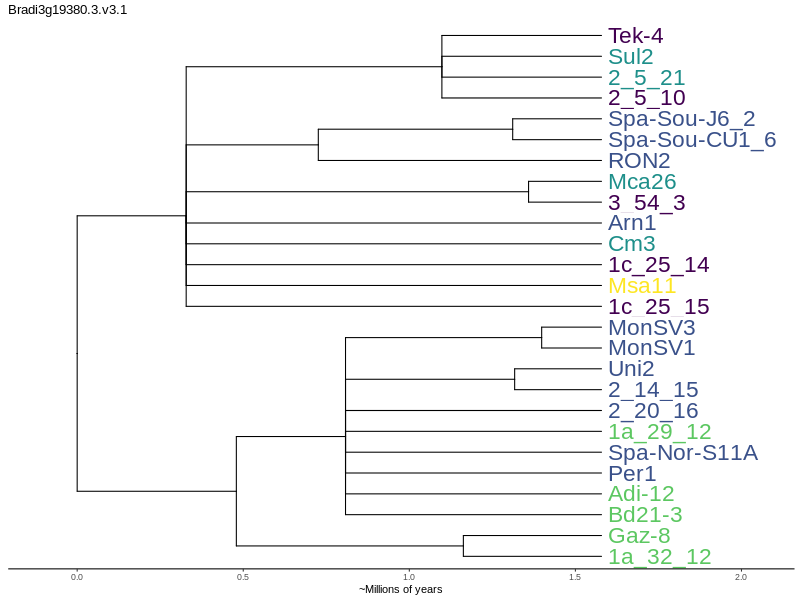 Bradi3g19380.3.v3.1
Tek-4
Sul2
2_5_21
2_5_10
Spa-Sou-J6_2
Spa-Sou-CU1_6
RON2
Mca26
3_54_3
Arn1
Cm3
1c_25_14
Msa11
1c_25_15
MonSV3
MonSV1
Uni2
2_14_15
2_20_16
1a_29_12
Spa-Nor-S11A
Per1
Adi-12
Bd21-3
Gaz-8
1a_32_12
0.0 0.5 1.0 1.5 2.0
~Millions of years